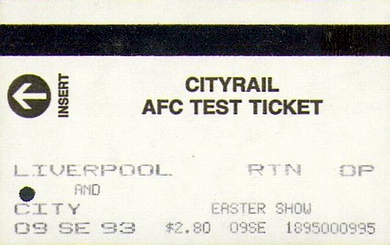 INSERT
CITYRAIL
AFC TEST TICKET
LIVERPOOL RTN OP
AND
CITY EASTER SHOW
09 SE 93 $2.80 09SE 1895000995